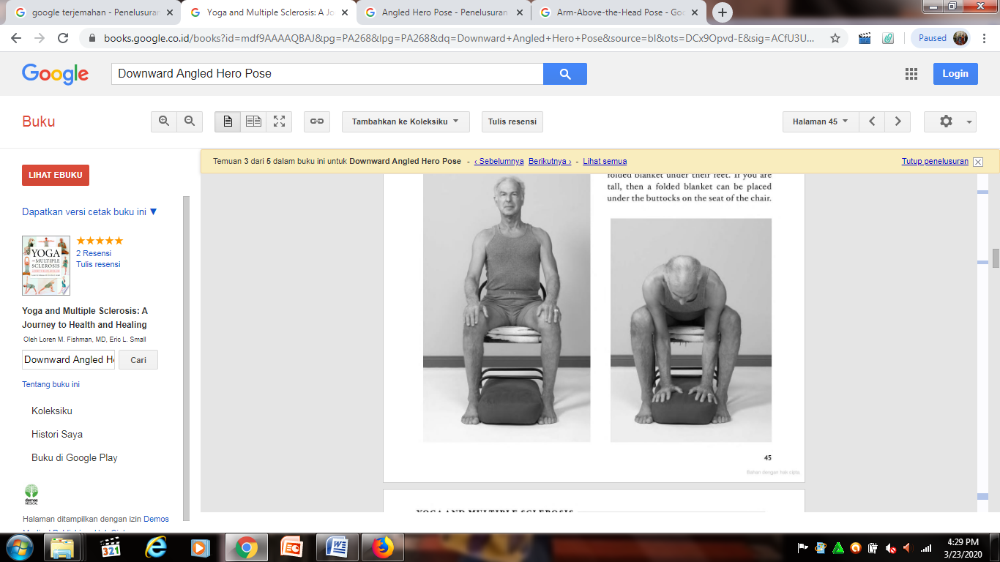 google terjemahan - Penelusuran
Yoga and Multiple Sclerosis: A Jo
Angled Hero Pose - Penelusuran
Arm-Above-the-Head Pose - Goo
books.google.co.id/books?id=mdf9AAAAQBAJ&pg=PA268&lpg=PA268&dq=Downward+Angled+Hero+Pose&source=bl&ots=DCx9Opvd-E&sig=ACfU3U...
Paused
Google
Downward Angled Hero Pose
Login
Buku
Tambahkan ke Koleksiku
Tulis resensi
Halaman 45
Temuan 3 dari 5 dalam buku ini untuk Downward Angled Hero Pose - ‹ Sebelumnya Berikutnya › - Lihat semua
Tutup penelusuran
LIHAT EBUKU
Dapatkan versi cetak buku ini ▼
YOGA
AND MULTIPLE
SCLEROSIS
2 Resensi
Tulis resensi
Yoga and Multiple Sclerosis: A
Journey to Health and Healing
Oleh Loren M. Fishman, MD, Eric L. Small
Downward Angled He
Cari
Tentang buku ini
Koleksiku
Histori Saya
Buku di Google Play
demos
MEDICAL
Halaman ditampilkan dengan izin Demos
folded blanket under their feet. If you are
tall, then a folded blanket can be placed
under the buttocks on the seat of the chair.
45
Bahan dengan hak cipta
YOGA AND MULTIPLE SCLEROSIS
321
4:29 PM
3/23/2020